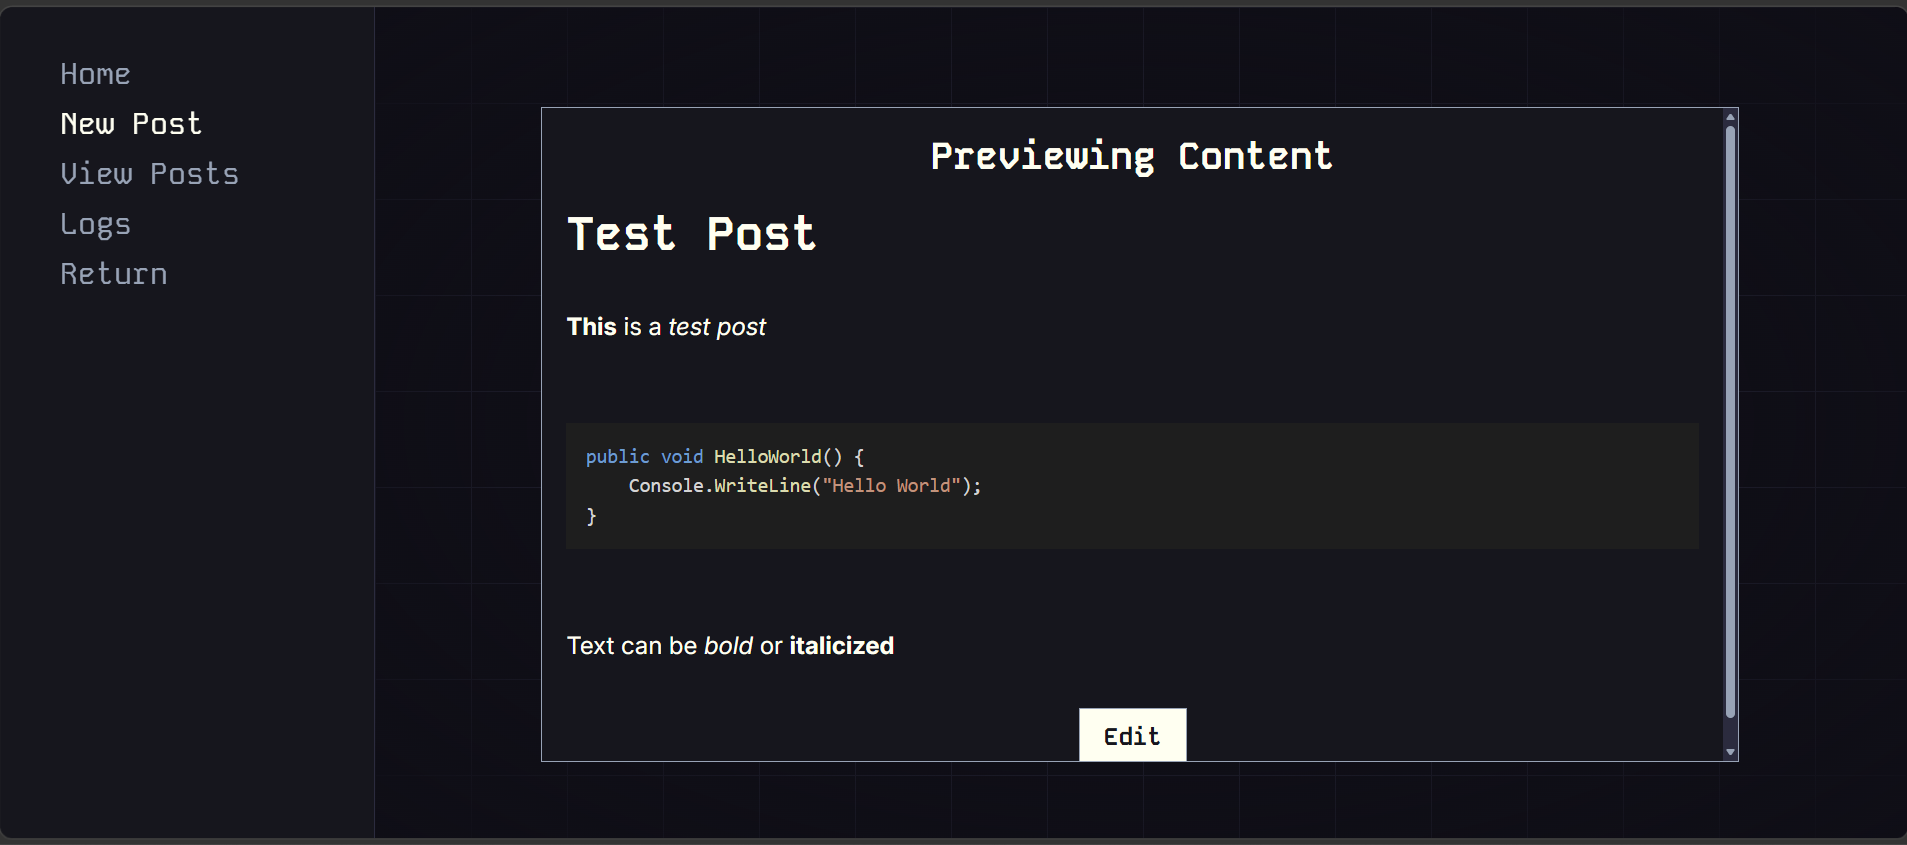 Home
New Post
View Posts
Logs
Return
Previewing Content
Test Post
This is a test post
public void HelloWorld() {
    Console.WriteLine("Hello World");
}
Text can be bold or italicized
Edit